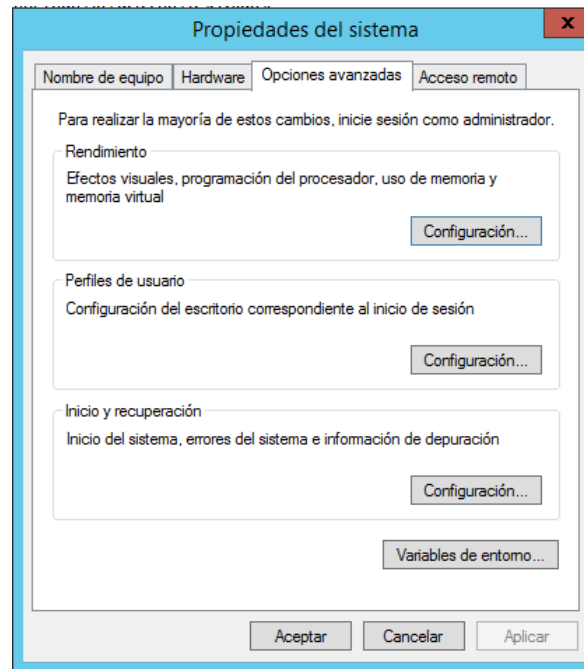 Propiedades del sistema
x
Nombre de equipo Hardware Opciones avanzadas Acceso remoto
Para realizar la mayoría de estos cambios, inicie sesión como administrador.
Rendimiento
Efectos visuales, programación del procesador, uso de memoria y
memoria virtual
Configuración...
Perfiles de usuario
Configuración del escritorio correspondiente al inicio de sesión
Configuración...
Inicio y recuperación
Inicio del sistema, errores del sistema e información de depuración
Configuración...
Variables de entorno...
Aceptar Cancelar Aplicar